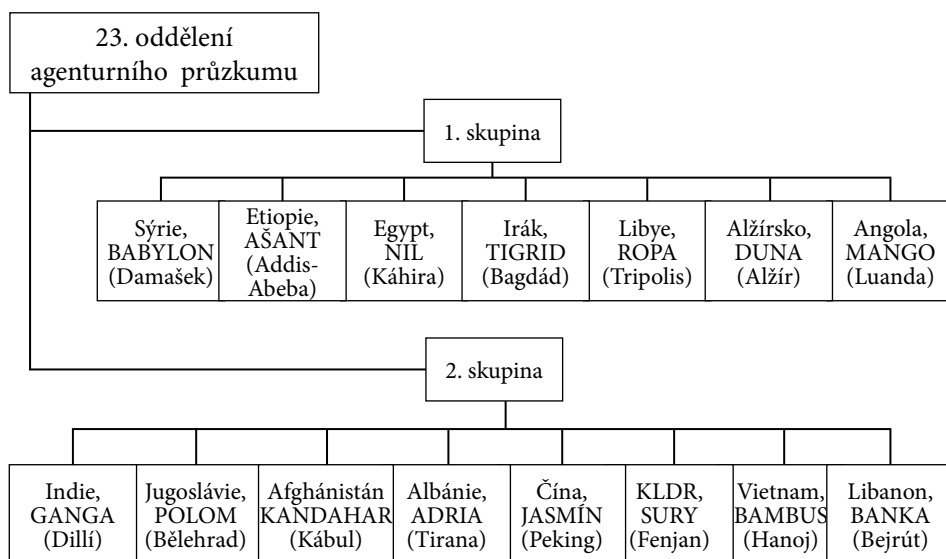 23. oddělení
agenturního průzkumu
1. skupina
Sýrie,
BABYLON
(Damašek)
Etiopie,
AŠANT
(Addis-
Abeba)
Egypt,
NIL
(Káhira)
Irák,
TIGRID
(Bagdád)
Libye,
ROPA
(Tripolis)
Alžírsko,
DUNA
(Alžír)
Angola,
MANGO
(Luanda)
2. skupina
Indie,
GANGA
(Dillí)
Jugoslávie,
POLOM
(Bělehrad)
Afghánistán
KANDAHAR
(Kábul)
Albánie,
ADRIA
(Tirana)
Čína,
JASMÍN
(Peking)
KLDR,
SURY
(Fenjan)
Vietnam,
BAMBUS
(Hanoj)
Libanon,
BANKA
(Bejrút)